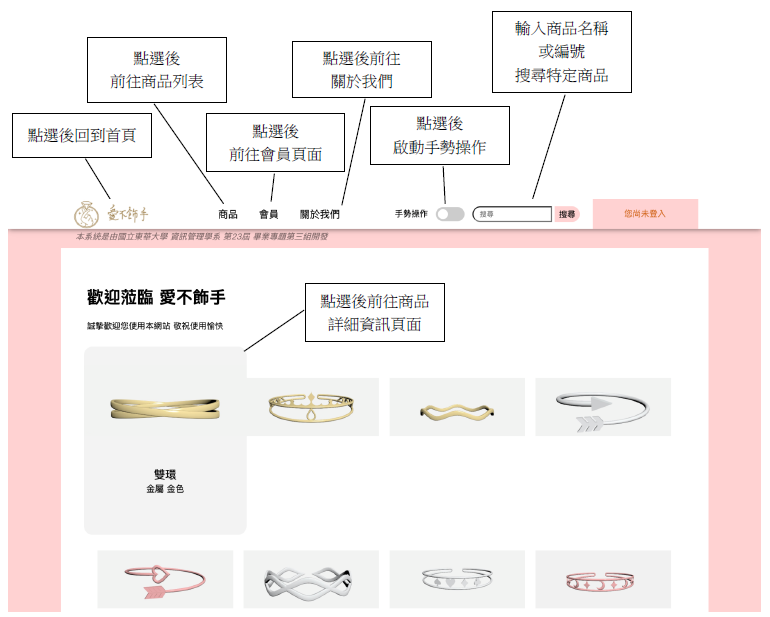 輸入商品名稱
或編號
搜尋特定商品
點選後
前往商品列表
點選後前往
關於我們
點選後回到首頁
點選後
前往會員頁面
點選後
啟動手勢操作
愛不飾手
商品
會員
關於我們
手勢操作
搜尋
搜尋
您尚未登入
本系統是由國立東華大學 資訊管理學系 第23屆 畢業專題第三組開發
歡迎蒞臨 愛不飾手
誠摯歡迎您使用本網站 敬祝使用愉快
點選後前往商品
詳細資訊頁面
雙環
金屬 金色